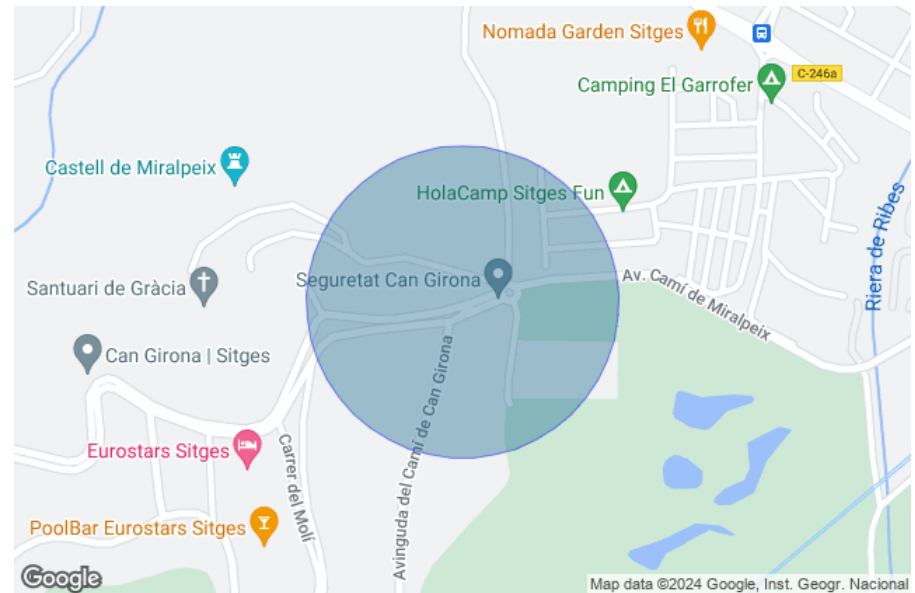 Nomada Garden Sitges
C-246a
Camping El Garrofer
Castell de Miralpeix
HolaCamp Sitges Fun
Riera de Ribes
Seguretat Can Girona
Av. Camí de Miralpeix
Santuari de Gràcia
Can Girona | Sitges
Avinguda del Camí de Can Girona
Eurostars Sitges
Carrer del Molí
PoolBar Eurostars Sitges
Google
Map data ©2024 Google, Inst. Geogr. Nacional